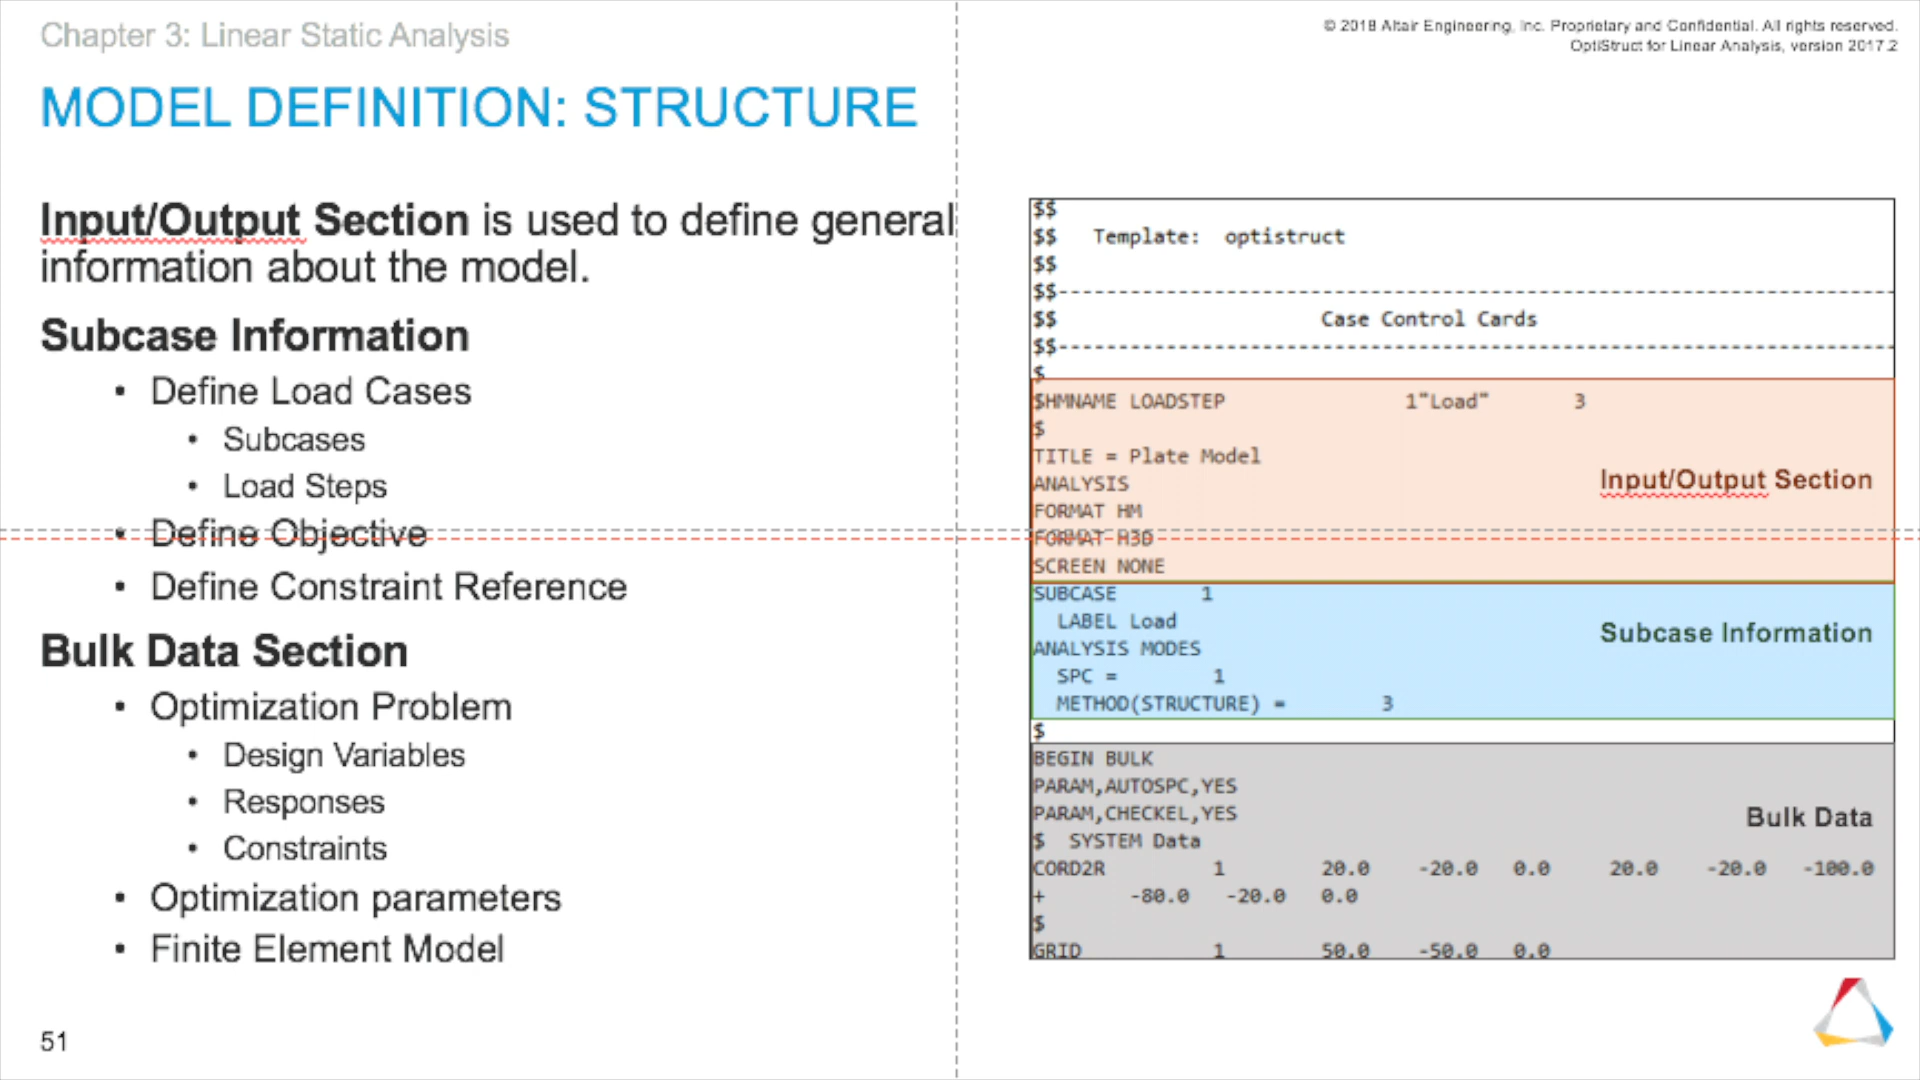 Chapter 3: Linear Static Analysis
© 2018 Altair Engineering, Inc. Proprietary and Confidential. All rights reserved.
OptiStruct for Linear Analysis, version 2017.2
MODEL DEFINITION: STRUCTURE
Input/Output Section is used to define general
information about the model.
Subcase Information
• Define Load Cases
• Subcases
• Load Steps
• Define Objective
• Define Constraint Reference
Bulk Data Section
• Optimization Problem
• Design Variables
• Responses
• Constraints
• Optimization parameters
• Finite Element Model
$$
$$ Template: optistruct
$$
$$--------------------------------------------------------------
$$ Case Control Cards
$$--------------------------------------------------------------
$
$HMNAME LOADSTEP 1"Load" 3
$
TITLE = Plate Model
ANALYSIS
FORMAT HM
FORMAT H3D
SCREEN NONE
Input/Output Section
SUBCASE 1
LABEL Load
ANALYSIS MODES
SPC = 1
METHOD(STRUCTURE) = 3
Subcase Information
$
BEGIN BULK
PARAM,AUTOSPC,YES
PARAM,CHECKEL,YES
$ SYSTEM Data
CORD2R 1 20.0 -20.0 0.0 20.0 -20.0 -100.0
+ -80.0 -20.0 0.0
$
GRID 1 50.0 -50.0 0.0
Bulk Data
51